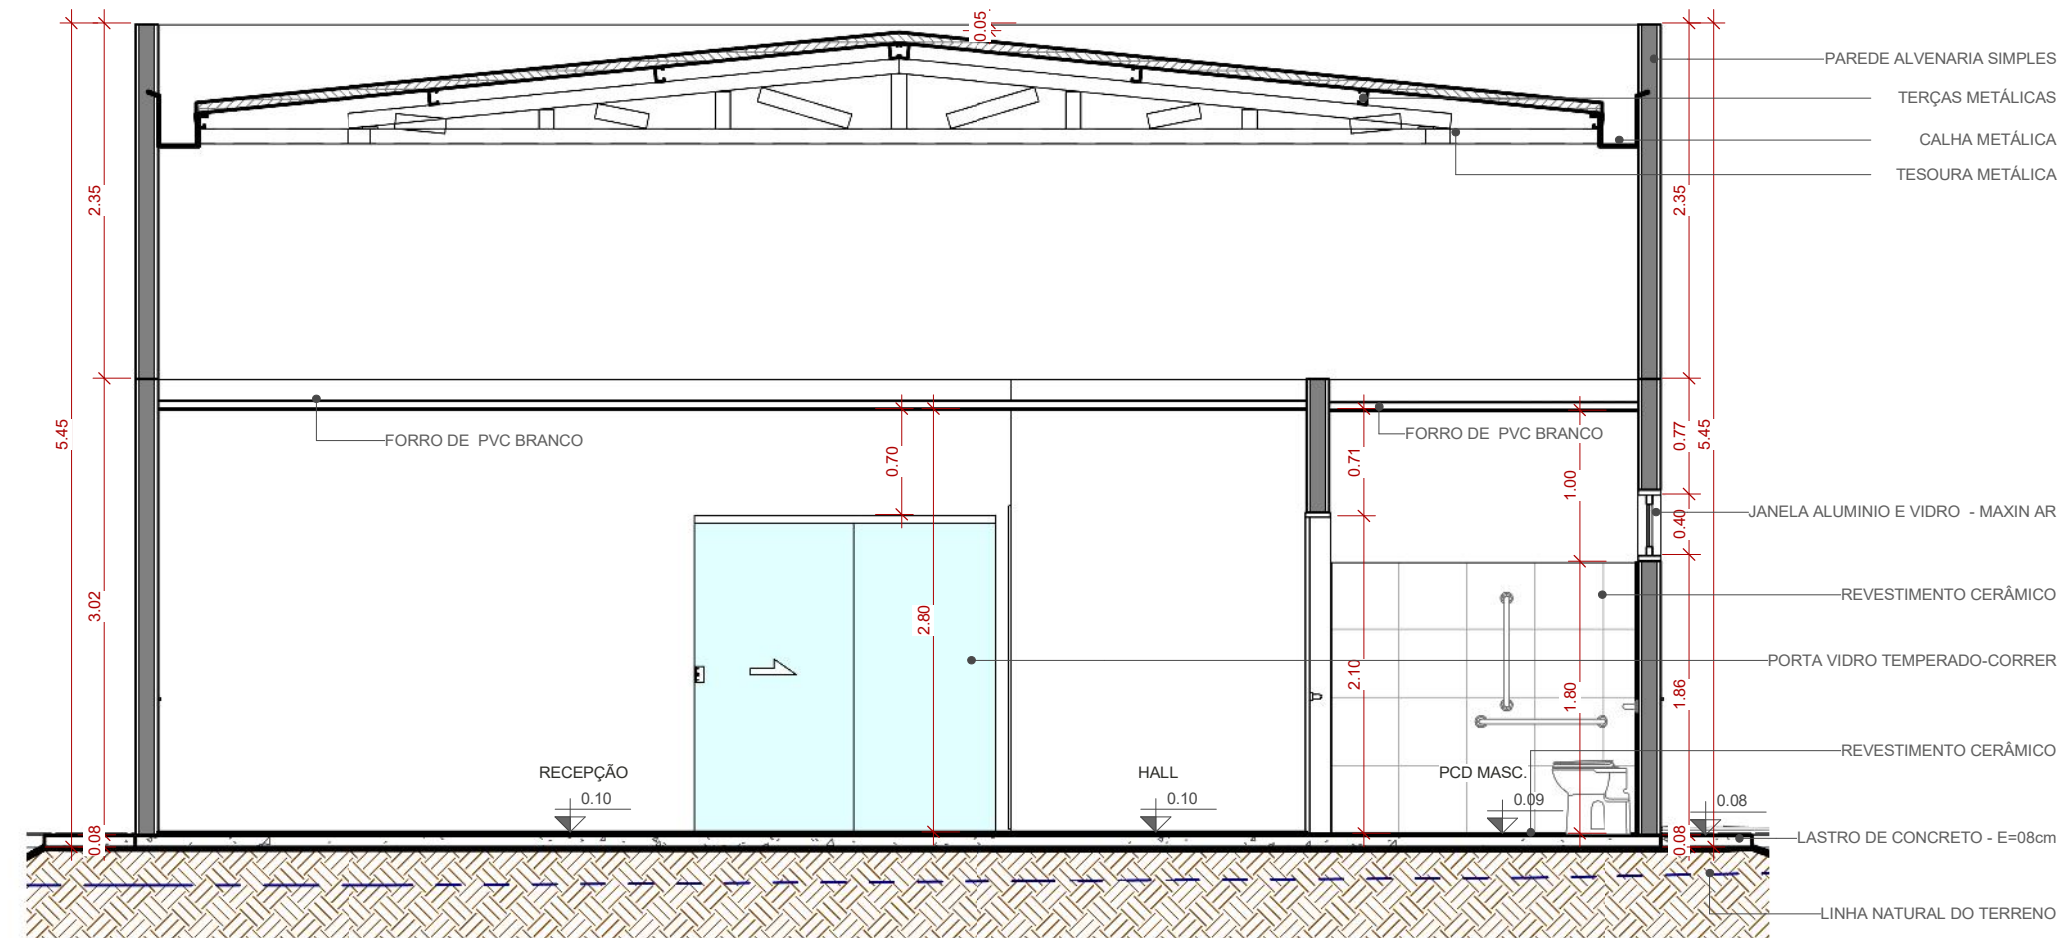 0.05
PAREDE ALVENARIA SIMPLES
TERÇAS METÁLICAS
CALHA METÁLICA
TESOURA METÁLICA
2.35
2.35
5.45
FORRO DE PVC BRANCO
0.70
FORRO DE PVC BRANCO
0.71
1.00
0.77
5.45
JANELA ALUMINIO E VIDRO - MAXIN AR
0.40
3.02
2.80
REVESTIMENTO CERÂMICO
PORTA VIDRO TEMPERADO-CORRER
2.10
1.80
1.86
REVESTIMENTO CERÂMICO
RECEPÇÃO
0.10
HALL
0.10
PCD MASC.
0.09
0.08
0.08
0.08
LASTRO DE CONCRETO - E=08cm
LINHA NATURAL DO TERRENO